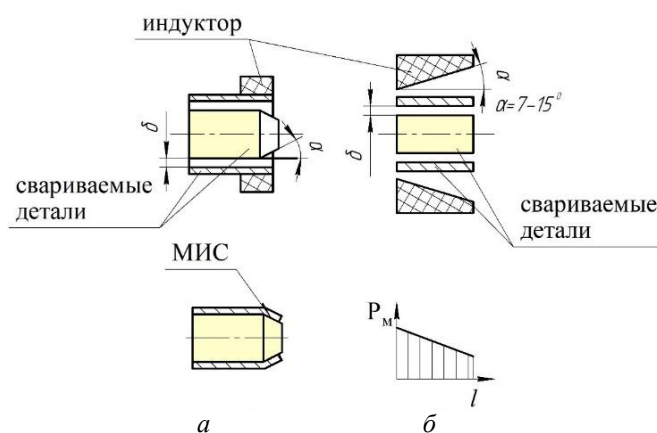 индуктор
α
α=7-15°
δ
α
δ
свариваемые
детали
свариваемые
детали
МИС
Pм
l
а
б